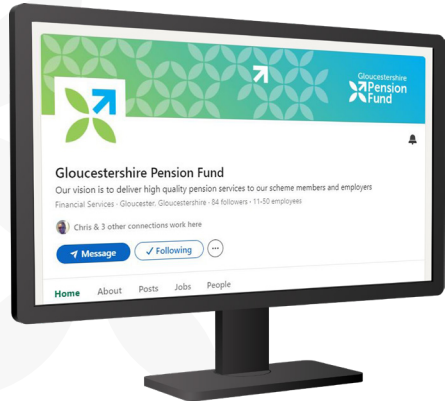 Gloucestershire
Pension
Fund
Gloucestershire Pension Fund
Our vision is to deliver high quality pension services to our scheme members and employers
Financial Services · Gloucester, Gloucestershire · 84 followers · 11-50 employees
Chris & 3 other connections work here
Message
✓ Following
...
Home About Posts Jobs People